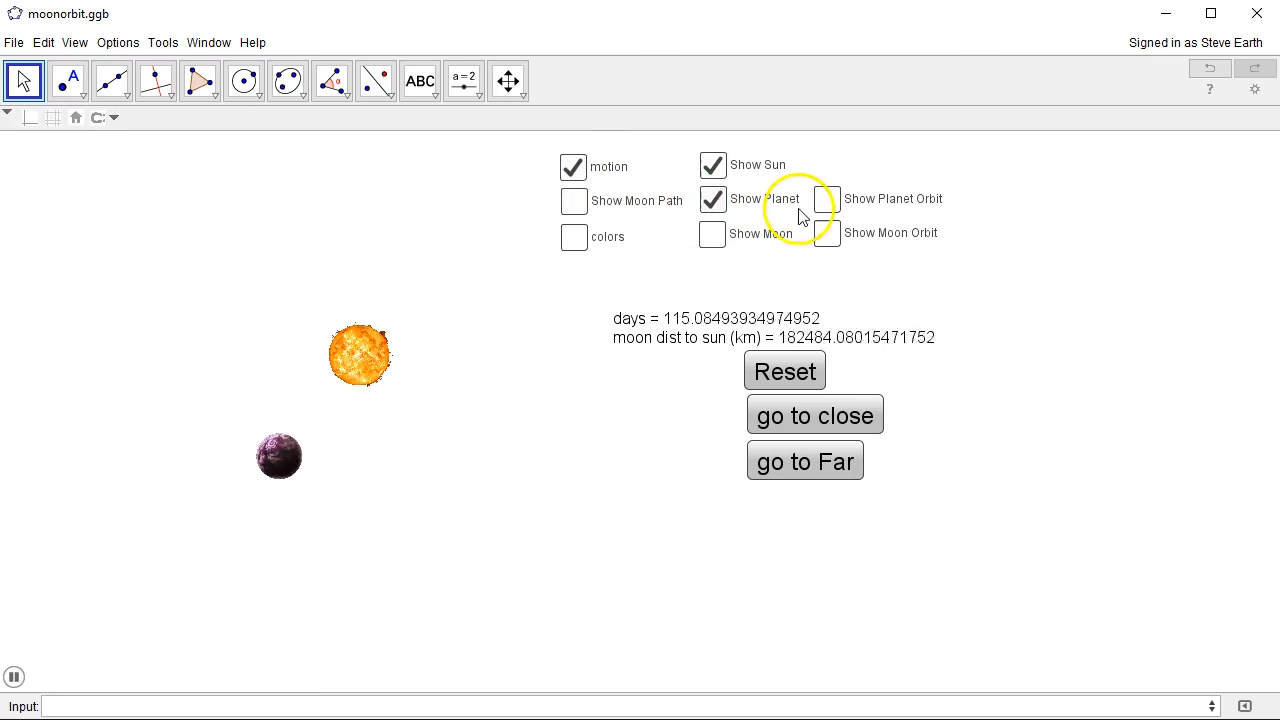 moonorbit.ggb
File Edit View Options Tools Window Help
Signed in as Steve Earth
A
α
ABC
a=2
?
motion
Show Sun
Show Moon Path
Show Planet
Show Planet Orbit
colors
Show Moon
Show Moon Orbit
days = 115.08493934974952
moon dist to sun (km) = 182484.08015471752
Reset
go to close
go to Far
Input: